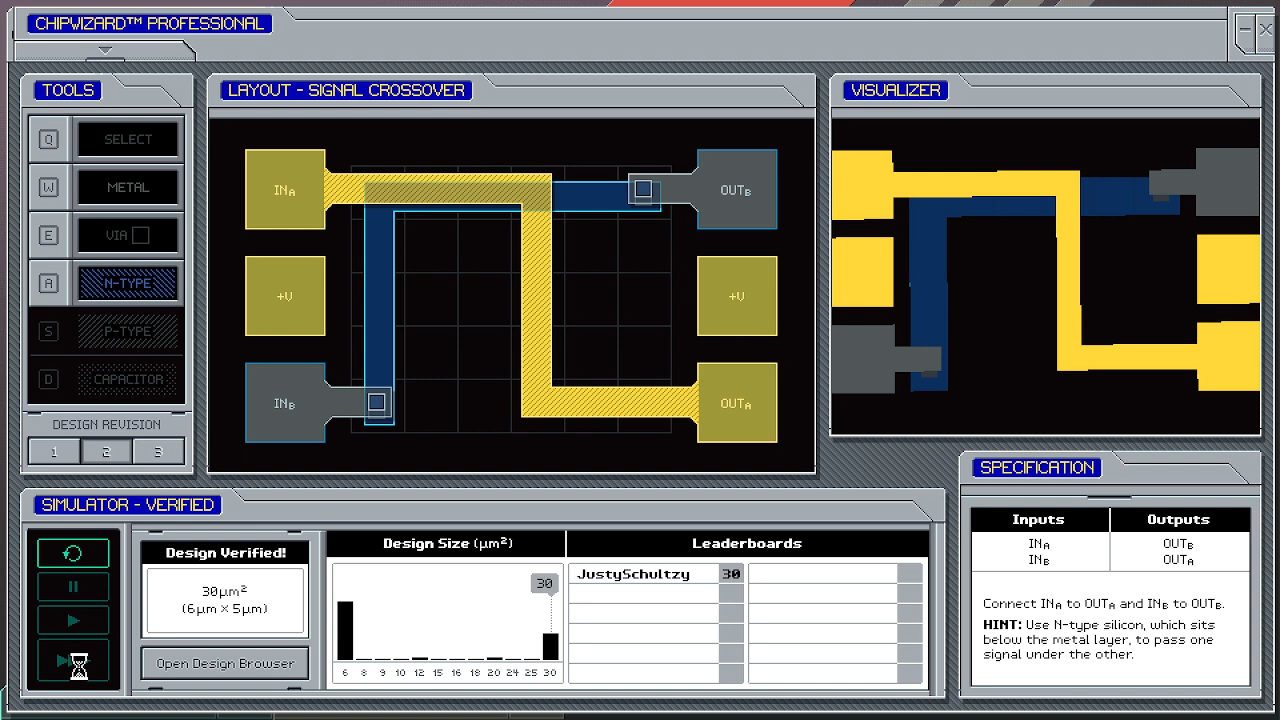 CHIPWIZARD™ PROFESSIONAL
TOOLS
Q SELECT
W METAL
E VIA
A N-TYPE
S P-TYPE
D CAPACITOR
DESIGN REVISION
1 2 3
LAYOUT - SIGNAL CROSSOVER
INA OUTB
+V +V
INB OUTA
VISUALIZER
SIMULATOR - VERIFIED
Design Verified!
30µm²
(6µm × 5µm)
Open Design Browser
Design Size (µm²)
30
6 8 9 10 12 15 16 18 20 24 25 30
Leaderboards
JustySchultzy 30
SPECIFICATION
Inputs Outputs
INA OUTB
INB OUTA
Connect INA to OUTA and INB to OUTB.
HINT: Use N-type silicon, which sits
below the metal layer, to pass one
signal under the other.